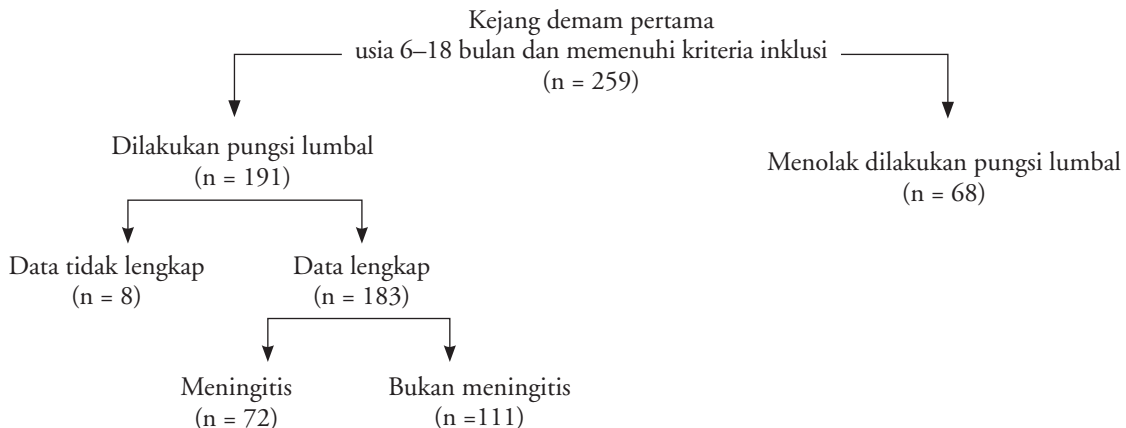 Kejang demam pertama
usia 6–18 bulan dan memenuhi kriteria inklusi
(n = 259)
Dilakukan pungsi lumbal
(n = 191)
Menolak dilakukan pungsi lumbal
(n = 68)
Data tidak lengkap
(n = 8)
Data lengkap
(n = 183)
Meningitis
(n = 72)
Bukan meningitis
(n =111)